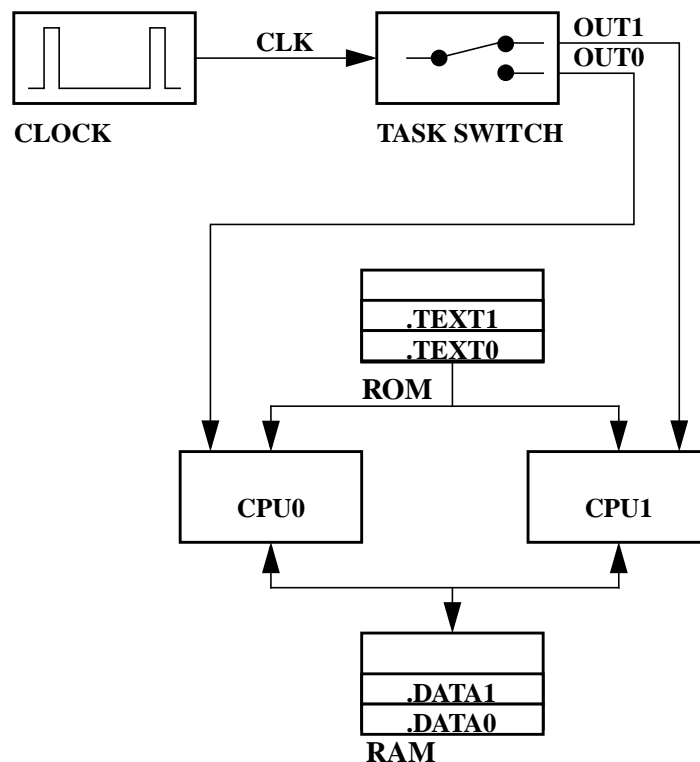 CLK
OUT1
OUT0
CLOCK
TASK SWITCH
.TEXT1
.TEXT0
ROM
CPU0
CPU1
.DATA1
.DATA0
RAM